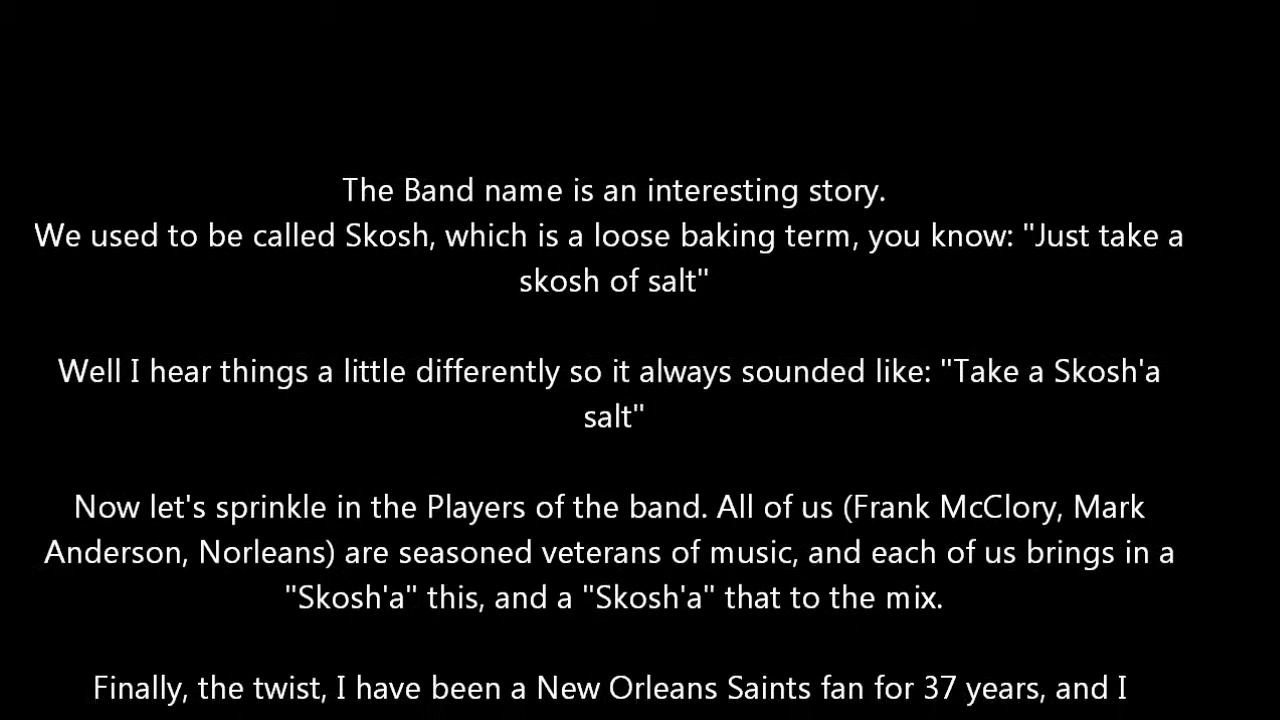 The Band name is an interesting story.
We used to be called Skosh, which is a loose baking term, you know: "Just take a
skosh of salt"
Well I hear things a little differently so it always sounded like: "Take a Skosh'a
salt"
Now let's sprinkle in the Players of the band. All of us (Frank McClory, Mark
Anderson, Norleans) are seasoned veterans of music, and each of us brings in a
"Skosh'a" this, and a "Skosh'a" that to the mix.
Finally, the twist, I have been a New Orleans Saints fan for 37 years, and I